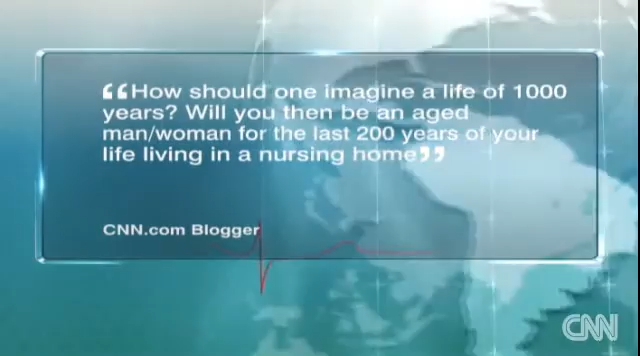 ❝How should one imagine a life of 1000
years? Will you then be an aged
man/woman for the last 200 years of your
life living in a nursing home❞
CNN.com Blogger
CNN